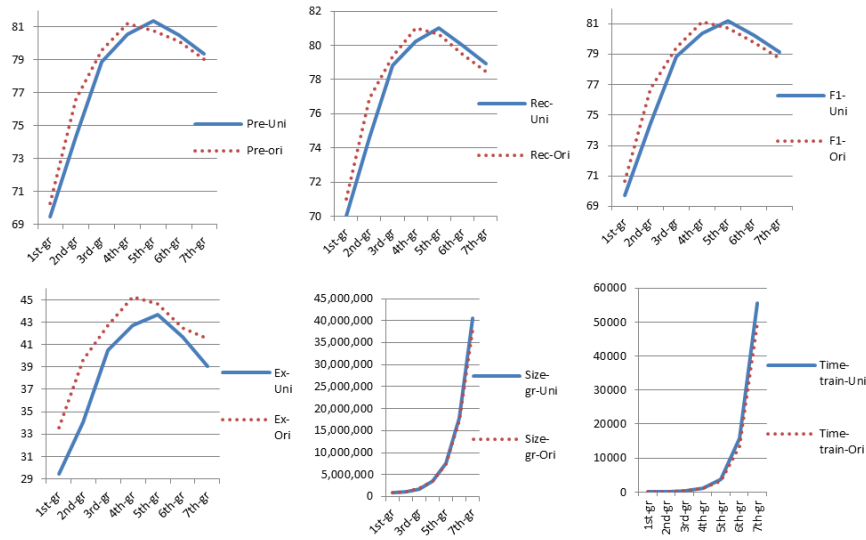 81
79
77
75
73
71
69
1st-gr
2nd-gr
3rd-gr
4th-gr
5th-gr
6th-gr
7th-gr
Pre-Uni
Pre-ori
82
80
78
76
74
72
70
1st-gr
2nd-gr
3rd-gr
4th-gr
5th-gr
6th-gr
7th-gr
Rec-
Uni
Rec-Ori
81
79
77
75
73
71
69
1st-gr
2nd-gr
3rd-gr
4th-gr
5th-gr
6th-gr
7th-gr
F1-
Uni
F1-
Ori
45
43
41
39
37
35
33
31
29
1st-gr
2nd-gr
3rd-gr
4th-gr
5th-gr
6th-gr
7th-gr
Ex-
Uni
Ex-
Ori
45,000,000
40,000,000
35,000,000
30,000,000
25,000,000
20,000,000
15,000,000
10,000,000
5,000,000
0
1st-gr
3rd-gr
5th-gr
7th-gr
Size-
gr-Uni
Size-
gr-Ori
60000
50000
40000
30000
20000
10000
0
1st-gr
2nd-gr
3rd-gr
4th-gr
5th-gr
6th-gr
7th-gr
Time-
train-Uni
Time-
train-Ori